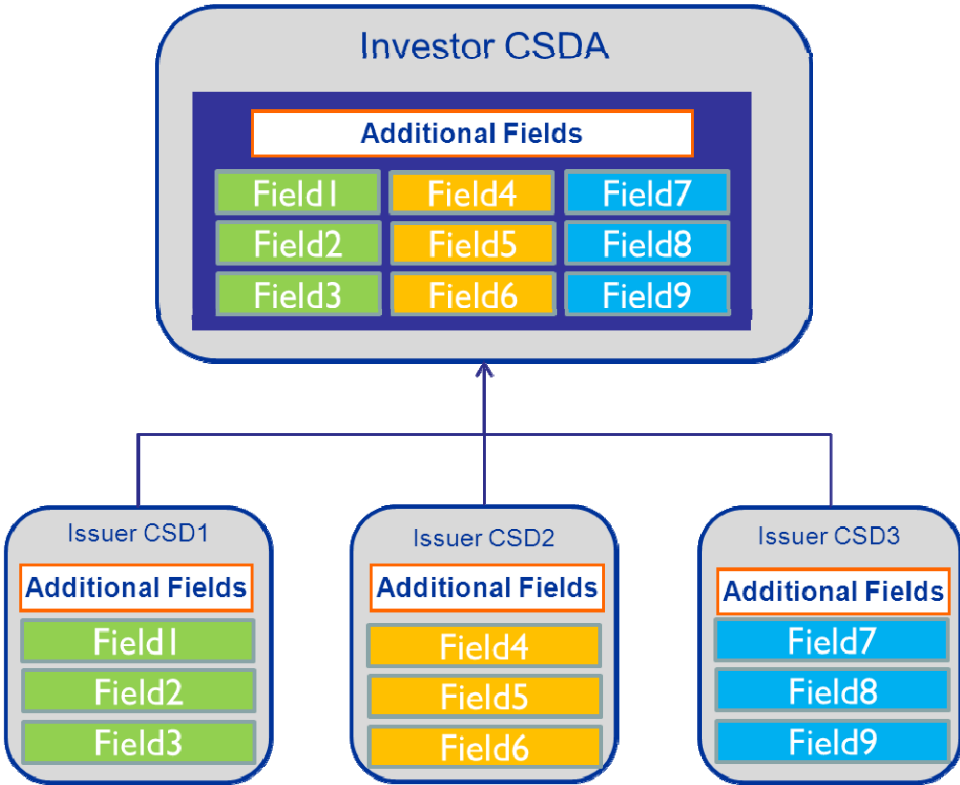 Investor CSDA
Additional Fields
Field1 Field4 Field7
Field2 Field5 Field8
Field3 Field6 Field9
Issuer CSD1
Additional Fields
Field1
Field2
Field3
Issuer CSD2
Additional Fields
Field4
Field5
Field6
Issuer CSD3
Additional Fields
Field7
Field8
Field9